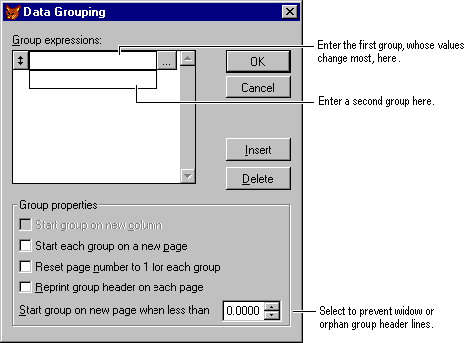 Data Grouping
Group expressions:
...
OK
Cancel
Insert
Delete
Group properties
Start group on new column
Start each group on a new page
Reset page number to 1 for each group
Reprint group header on each page
Start group on new page when less than
0.0000
Enter the first group, whose values
change most, here.
Enter a second group here.
Select to prevent widow or
orphan group header lines.